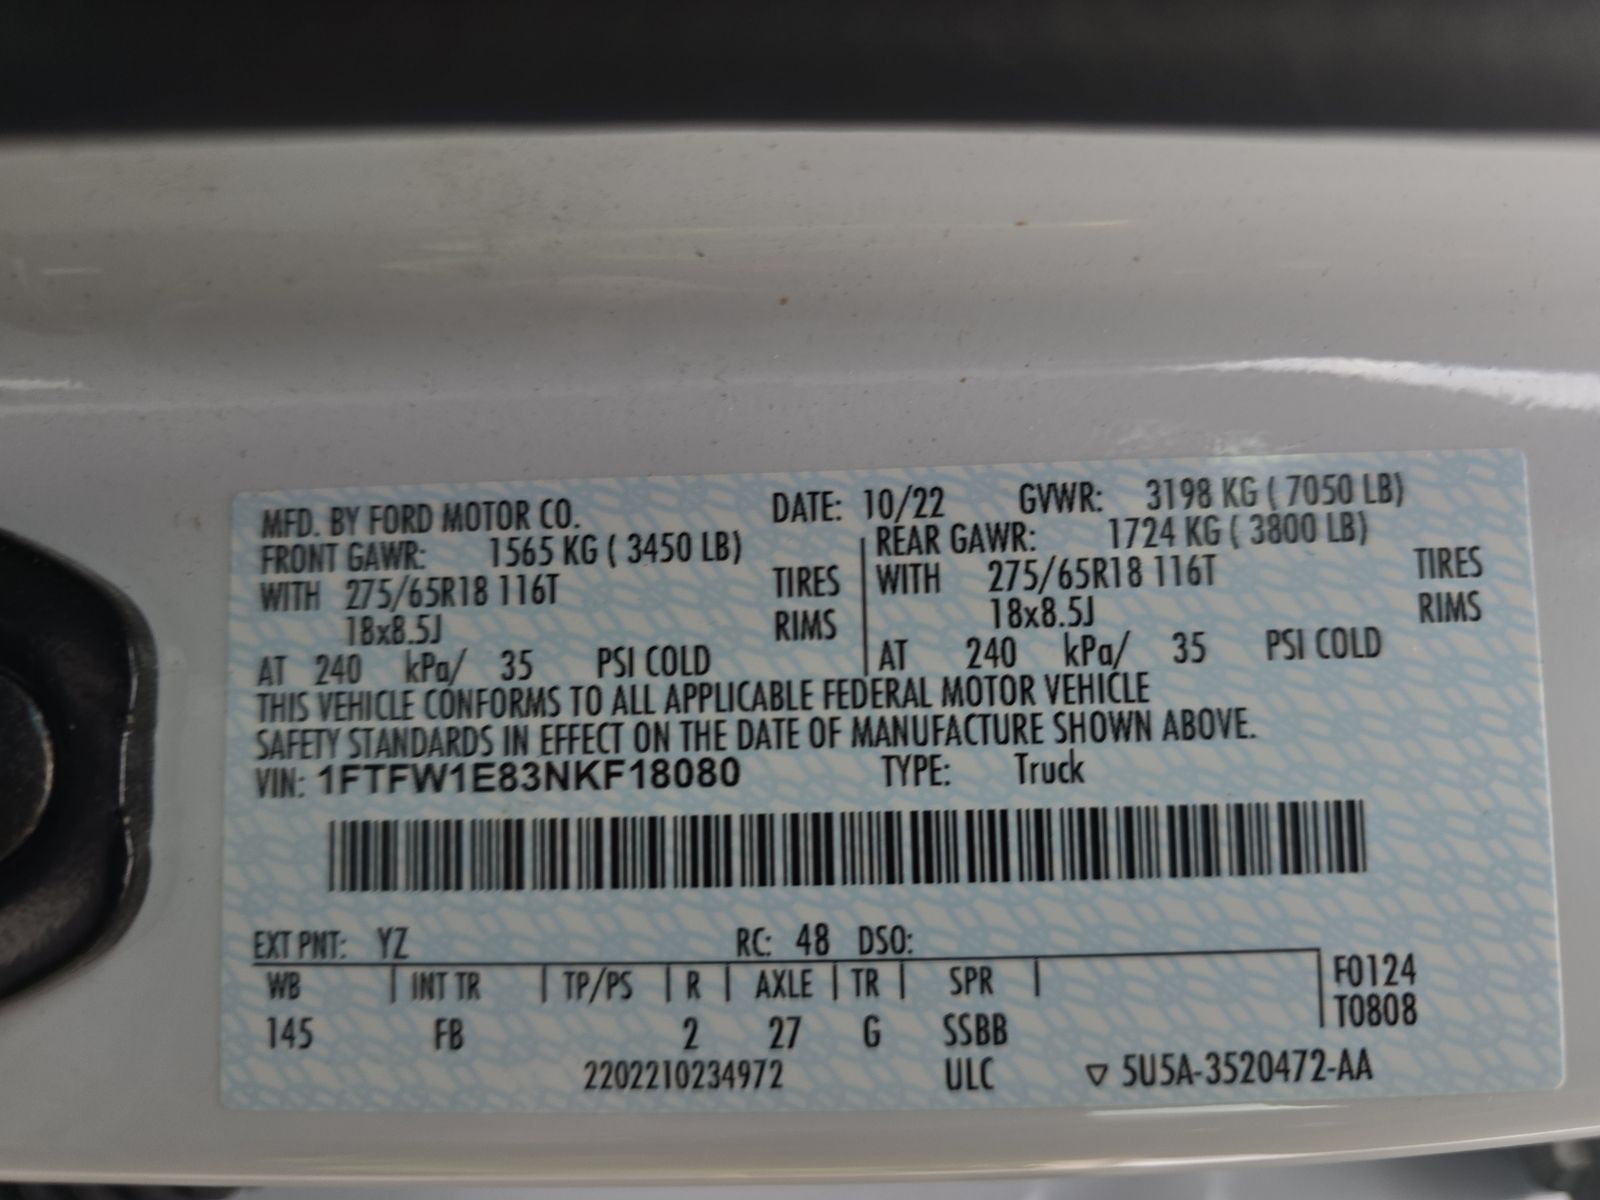 MFD. BY FORD MOTOR CO. DATE: 10/22 GVWR: 3198 KG ( 7050 LB)
FRONT GAWR: 1565 KG ( 3450 LB) REAR GAWR: 1724 KG ( 3800 LB)
WITH 275/65R18 116T TIRES WITH 275/65R18 116T TIRES
18x8.5J RIMS 18x8.5J RIMS
AT 240 kPa/ 35 PSI COLD AT 240 kPa/ 35 PSI COLD
THIS VEHICLE CONFORMS TO ALL APPLICABLE FEDERAL MOTOR VEHICLE
SAFETY STANDARDS IN EFFECT ON THE DATE OF MANUFACTURE SHOWN ABOVE.
VIN: 1FTFW1E83NKF18080 TYPE: Truck
EXT PNT: YZ RC: 48 DSO:
WB INT TR TP/PS R AXLE TR SPR F0124
T0808
145 FB 2 27 G SSBB
2202210234972 ULC ▽ 5U5A-3520472-AA